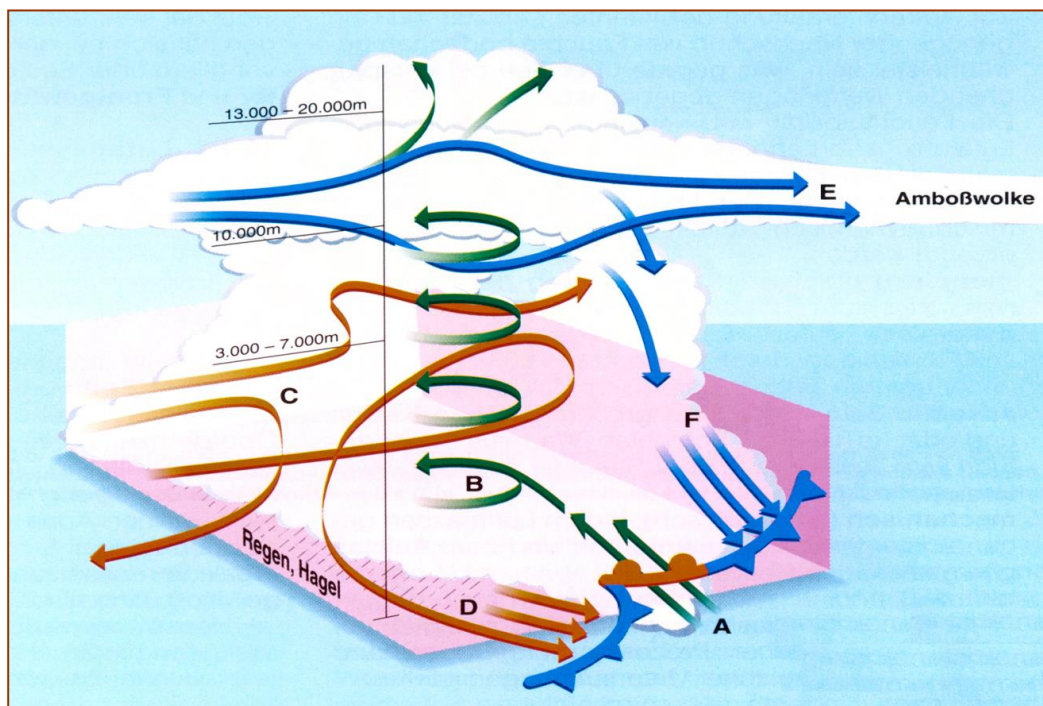 13.000 – 20.000m
E
Amboßwolke
10.000m
3.000 – 7.000m
C
F
B
Regen, Hagel
D
A